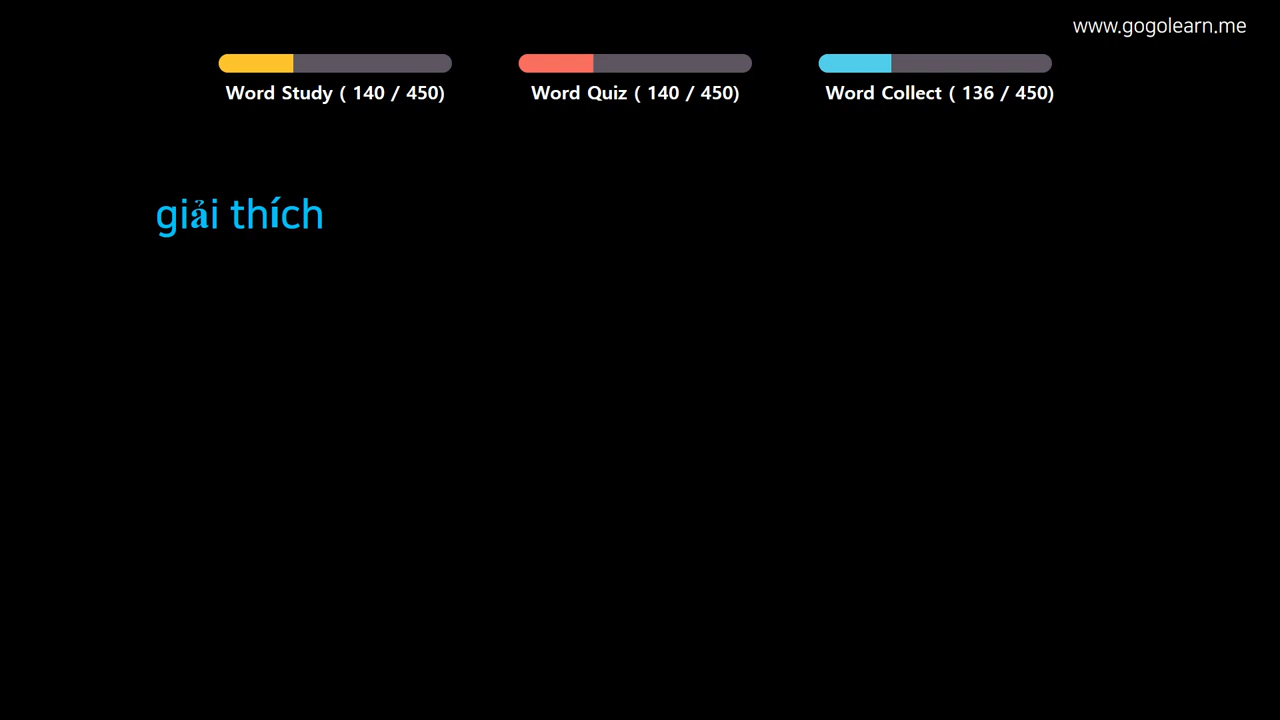 www.gogolearn.me
Word Study ( 140 / 450)
Word Quiz ( 140 / 450)
Word Collect ( 136 / 450)
giải thích